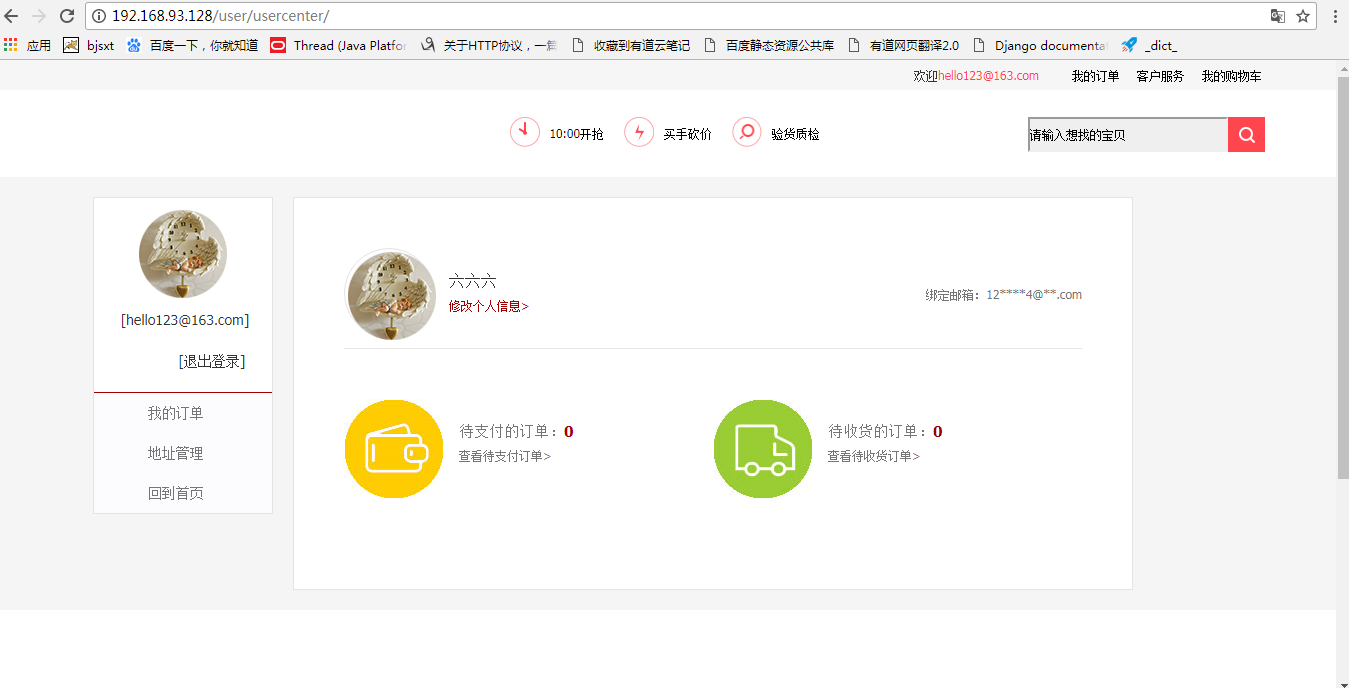 192.168.93.128/user/usercenter/
应用 bjsxt 百度一下，你就知道 Thread (Java Platfor 关于HTTP协议，一篇 收藏到有道云笔记 百度静态资源公共库 有道网页翻译2.0 Django documenta _dict_
欢迎hello123@163.com 我的订单 客户服务 我的购物车
10:00开抢 买手砍价 验货质检 请输入想找的宝贝
[hello123@163.com]
[退出登录]
我的订单
地址管理
回到首页
六六六
修改个人信息>
绑定邮箱：12****4@**.com
待支付的订单：0
查看待支付订单>
待收货的订单：0
查看待收货订单>